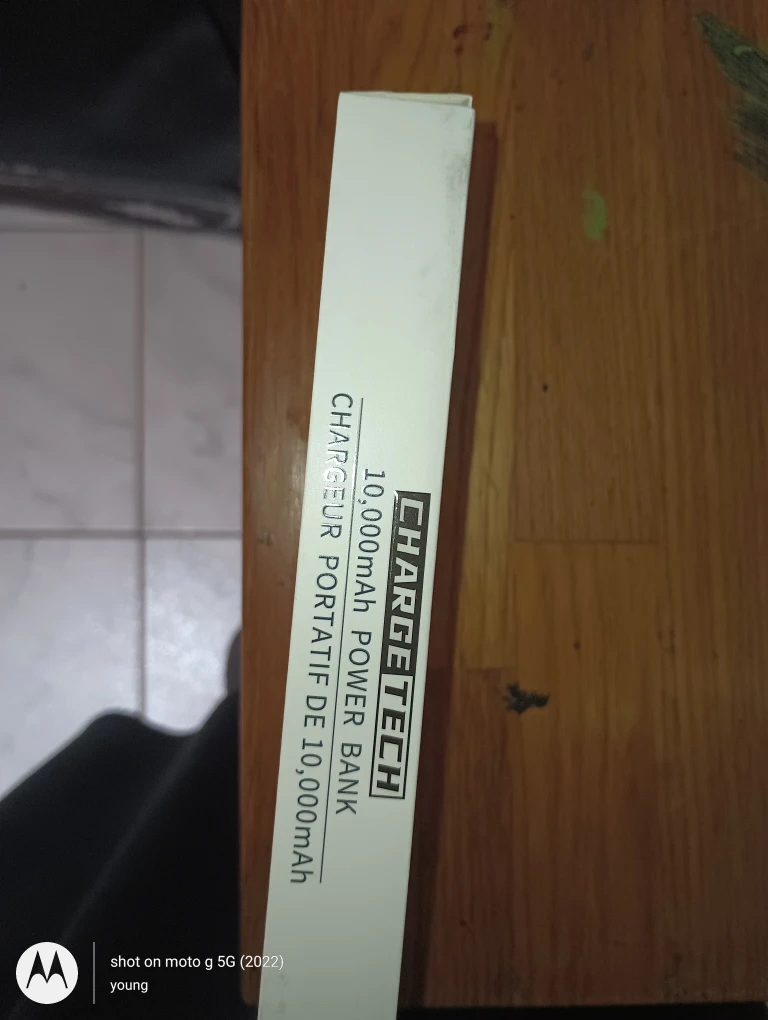 CHARGETECH
10,000mAh POWER BANK
CHARGEUR PORTATIF DE 10,000mAh
shot on moto g 5G (2022)
young